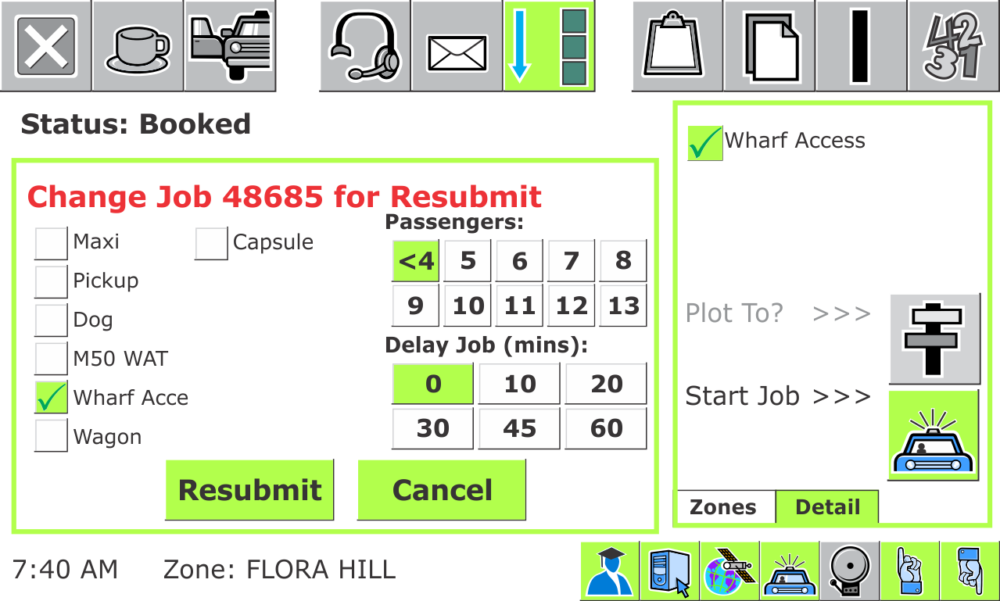 4231
Status: Booked
Change Job 48685 for Resubmit
Maxi
Capsule
Pickup
Dog
M50 WAT
Wharf Acce
Wagon
Passengers:
<4 5 6 7 8
9 10 11 12 13
Delay Job (mins):
0 10 20
30 45 60
Resubmit Cancel
Wharf Access
Plot To? >>>
Start Job >>>
Zones Detail
7:40 AM Zone: FLORA HILL